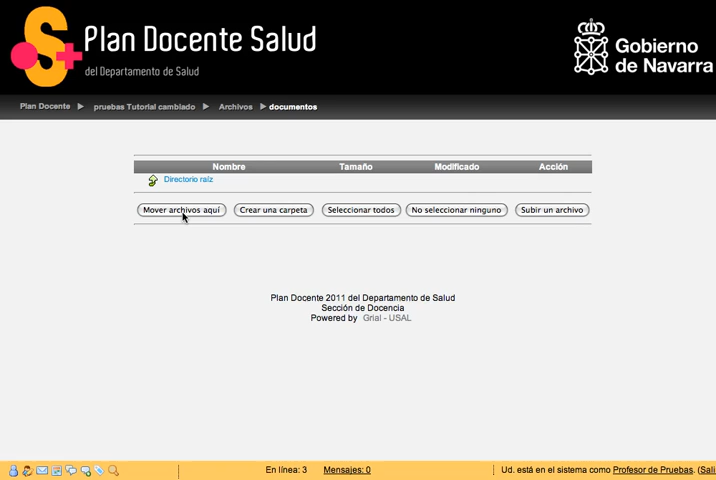 Plan Docente Salud
del Departamento de Salud
Gobierno
de Navarra
Plan Docente ▶ pruebas Tutorial cambiado ▶ Archivos ▶ documentos
Nombre Tamaño Modificado Acción
Directorio raíz
Mover archivos aquí Crear una carpeta Seleccionar todos No seleccionar ninguno Subir un archivo
Plan Docente 2011 del Departamento de Salud
Sección de Docencia
Powered by Grial - USAL
En línea: 3 Mensajes: 0 Ud. está en el sistema como Profesor de Pruebas. (Sali